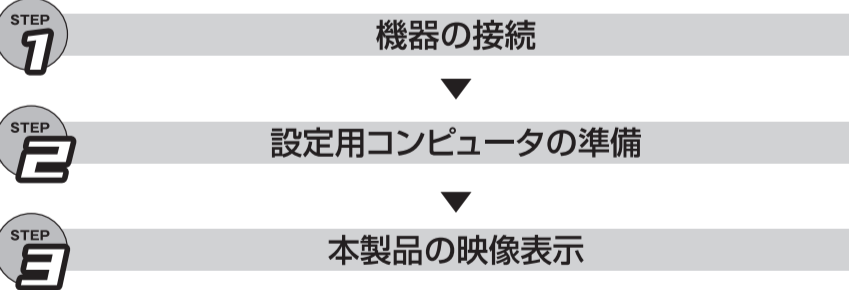 STEP
1
機器の接続
▼
STEP
2
設定用コンピュータの準備
▼
STEP
3
本製品の映像表示